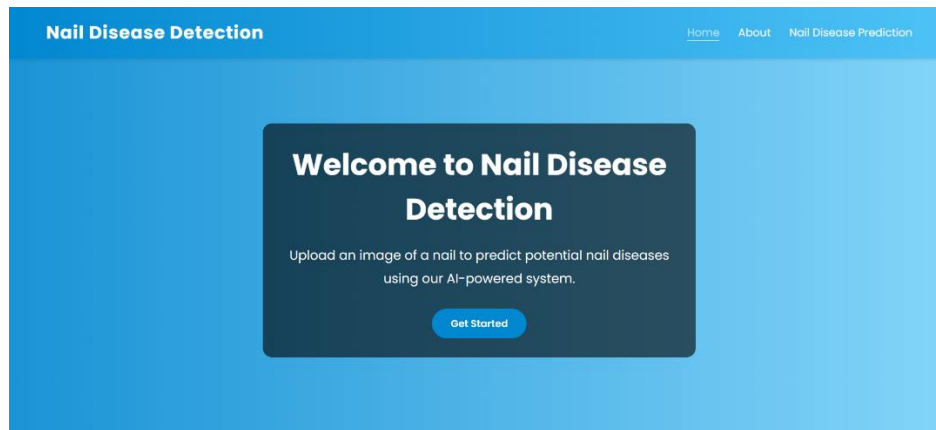 Nail Disease Detection
Home About Nail Disease Prediction
Welcome to Nail Disease
Detection
Upload an image of a nail to predict potential nail diseases
using our AI-powered system.
Get Started